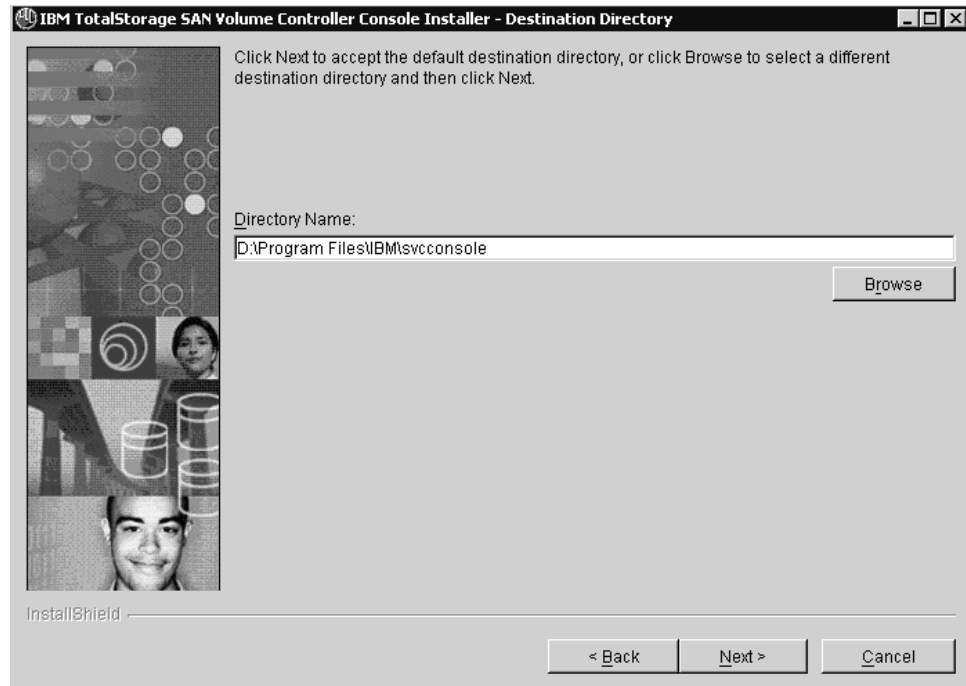 IBM TotalStorage SAN Volume Controller Console Installer - Destination Directory
Click Next to accept the default destination directory, or click Browse to select a different
destination directory and then click Next.
Directory Name:
D:\Program Files\IBM\svcconsole
Browse
InstallShield
< Back
Next >
Cancel